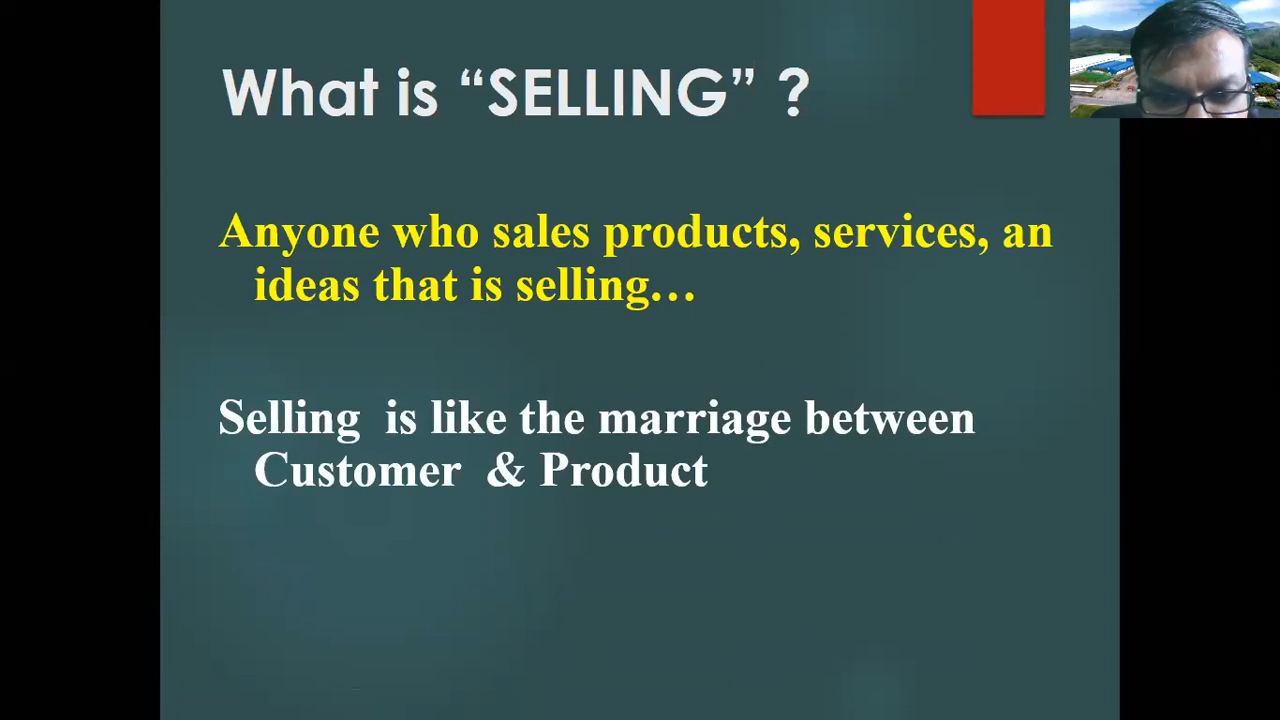 What is “SELLING” ?
Anyone who sales products, services, an
ideas that is selling…
Selling is like the marriage between
Customer & Product